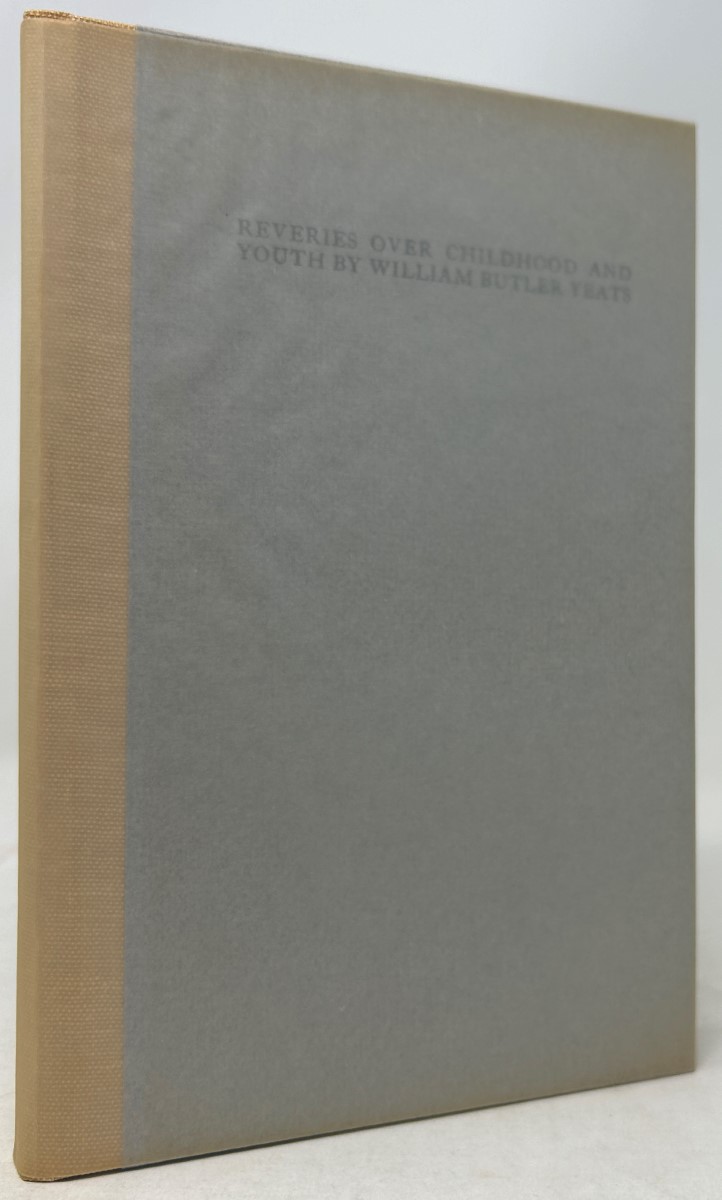 REVERIES OVER CHILDHOOD AND
YOUTH BY WILLIAM BUTLER YEATS